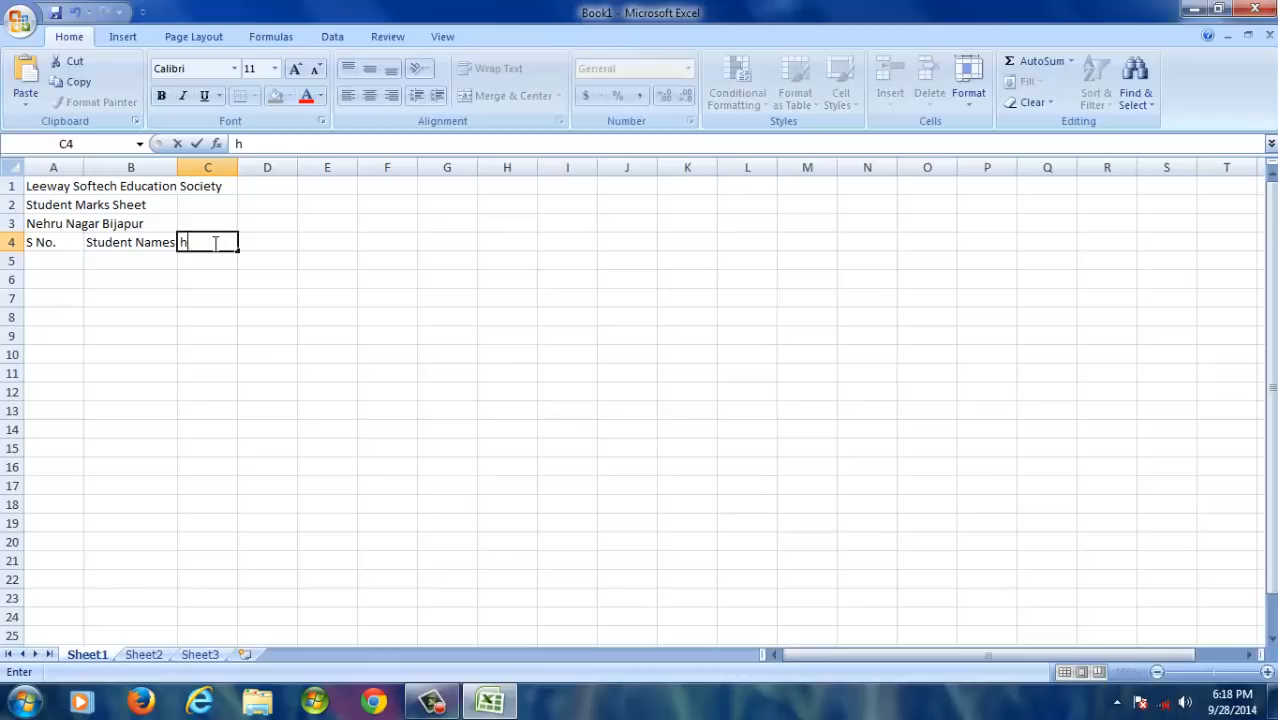 Book1 - Microsoft Excel
Home Insert Page Layout Formulas Data Review View
Paste
Cut
Copy
Format Painter
Clipboard
Calibri 11 A A
B I U A
Font
Wrap Text
Merge & Center
Alignment
General
$ % ,
Number
Conditional Formatting
Format as Table
Cell Styles
Styles
Insert Delete Format
Cells
Σ AutoSum
Fill
Clear
Sort & Filter
Find & Select
Editing
C4 fx h
A B C D E F G H I J K L M N O P Q R S T
1 Leeway Softech Education Society
2 Student Marks Sheet
3 Nehru Nagar Bijapur
4 S No. Student Names h
5
6
7
8
9
10
11
12
13
14
15
16
17
18
19
20
21
22
23
24
25
Sheet1 Sheet2 Sheet3
Enter
6:18 PM
9/28/2014